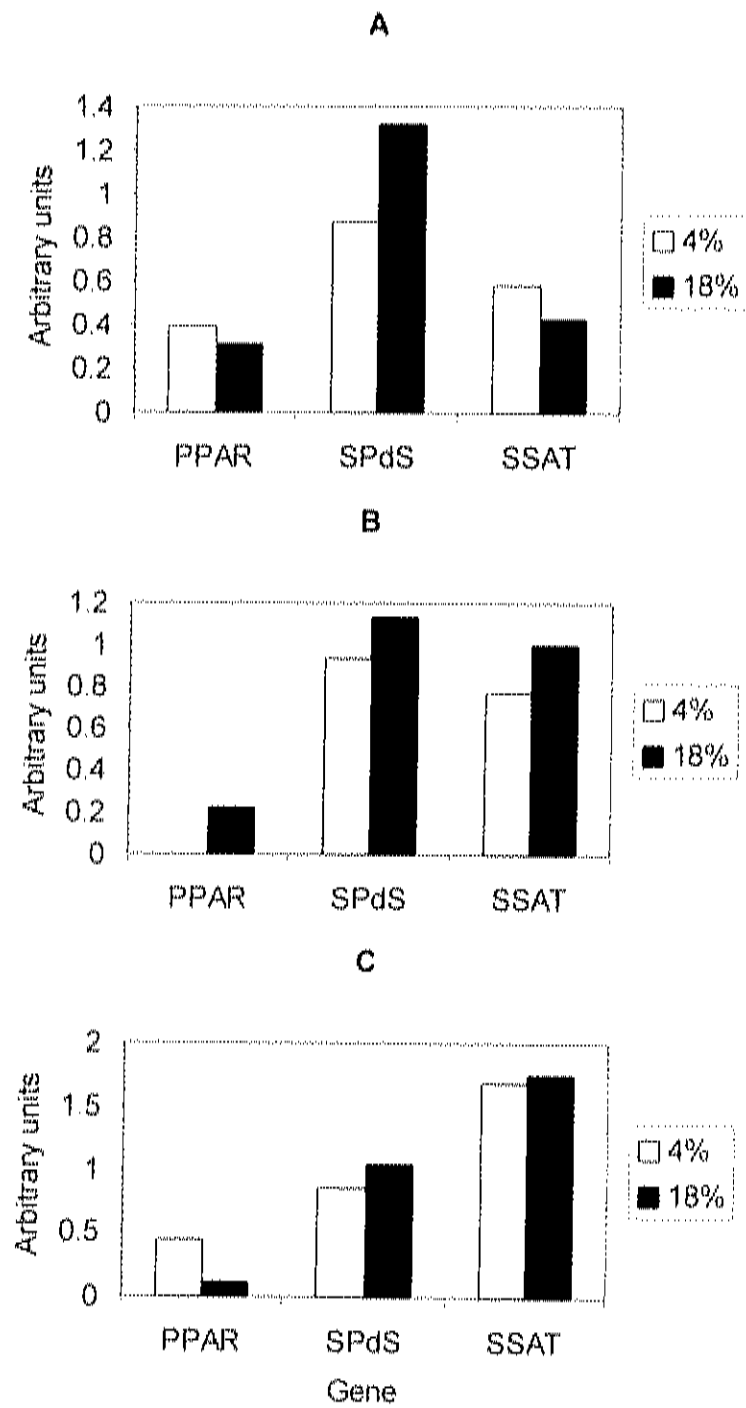 A
1.4
1.2
1
0.8
0.6
0.4
0.2
0
Arbitrary units
PPAR SPdS SSAT
4%
18%
B
1.2
1
0.8
0.6
0.4
0.2
0
Arbitrary units
PPAR SPdS SSAT
4%
18%
C
2
1.5
1
0.5
0
Arbitrary units
PPAR SPdS SSAT
Gene
4%
18%